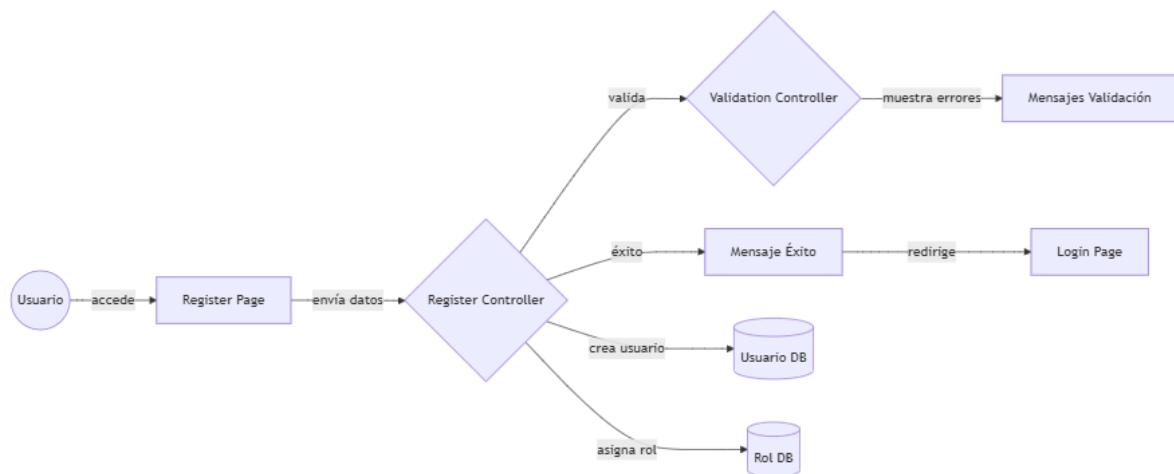 valida
Validation Controller
muestra errores
Mensajes Validación
éxito
Mensaje Éxito
redirige
Login Page
Usuario
accede
Register Page
envía datos
Register Controller
crea usuario
Usuario DB
asigna rol
Rol DB